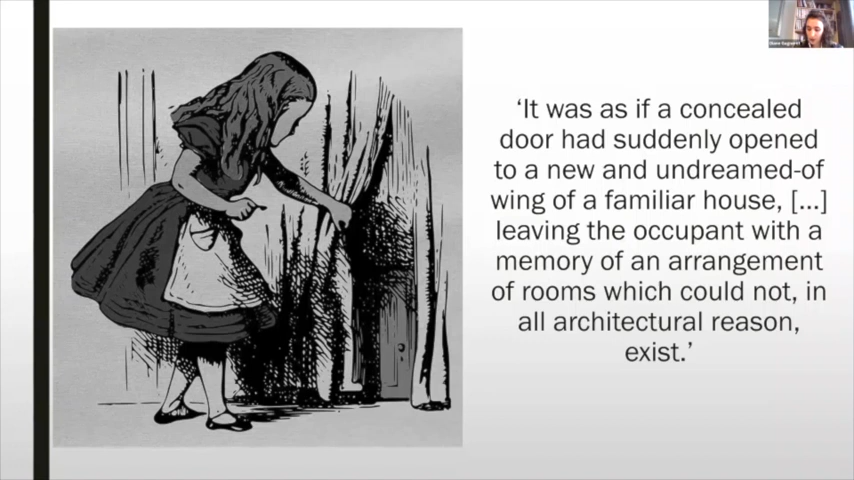 ‘It was as if a concealed
door had suddenly opened
to a new and undreamed-of
wing of a familiar house, [...]
leaving the occupant with a
memory of an arrangement
of rooms which could not, in
all architectural reason,
exist.’